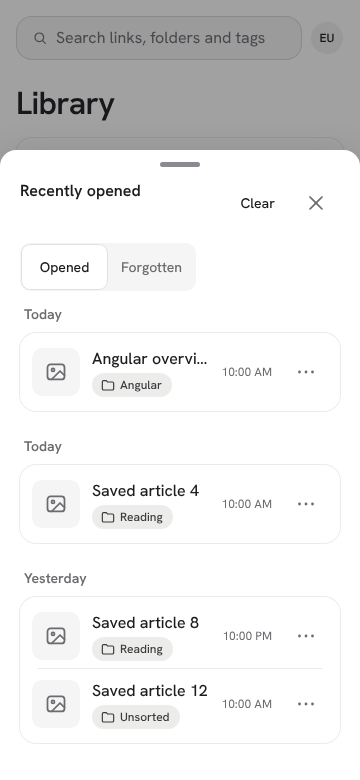 Search links, folders and tags
EU
Library
Recently opened
Clear
Opened
Forgotten
Today
Angular overvi...
10:00 AM
Angular
Today
Saved article 4
10:00 AM
Reading
Yesterday
Saved article 8
10:00 PM
Reading
Saved article 12
10:00 AM
Unsorted